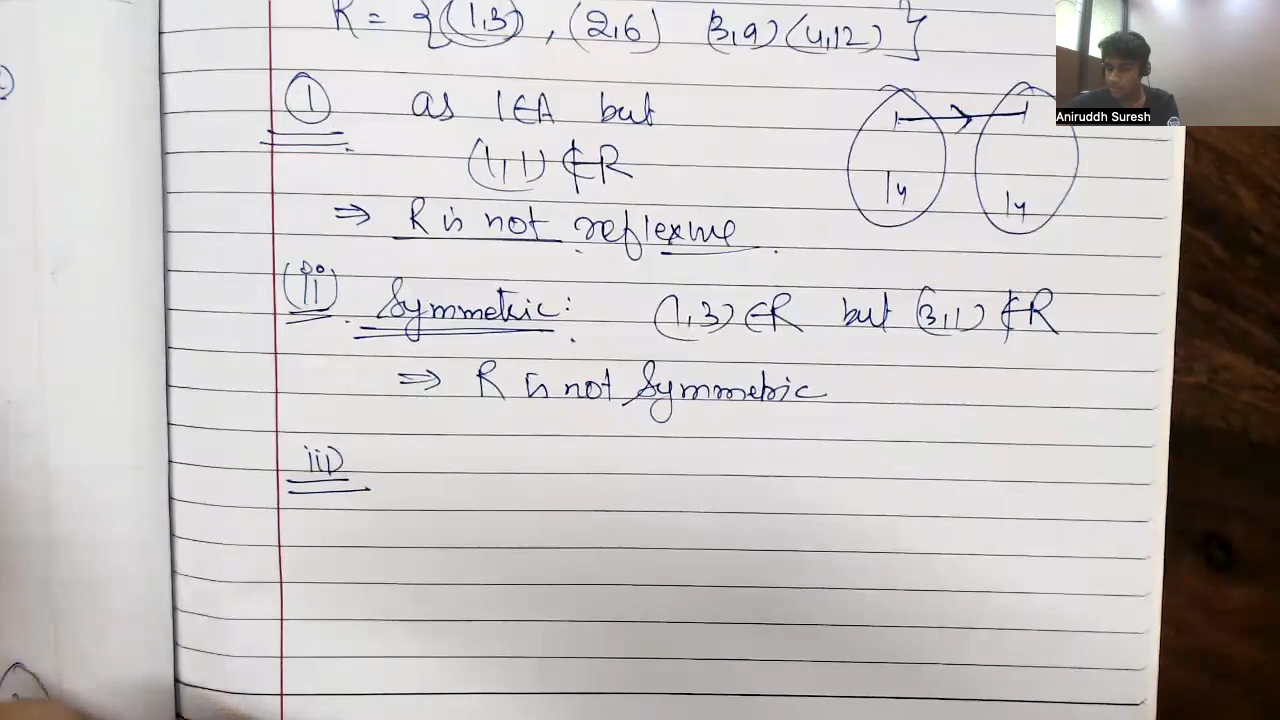 R = {(1,3) , (2,6) (3,9) (4,12) }
Aniruddh Suresh
① as 1∈A but
(1,1) ∉ R
⇒ R is not reflexive.
1 1
14 14
(ii) Symmetric: (1,3) ∈ R but (3,1) ∉ R
⇒ R is not Symmetric
iii)